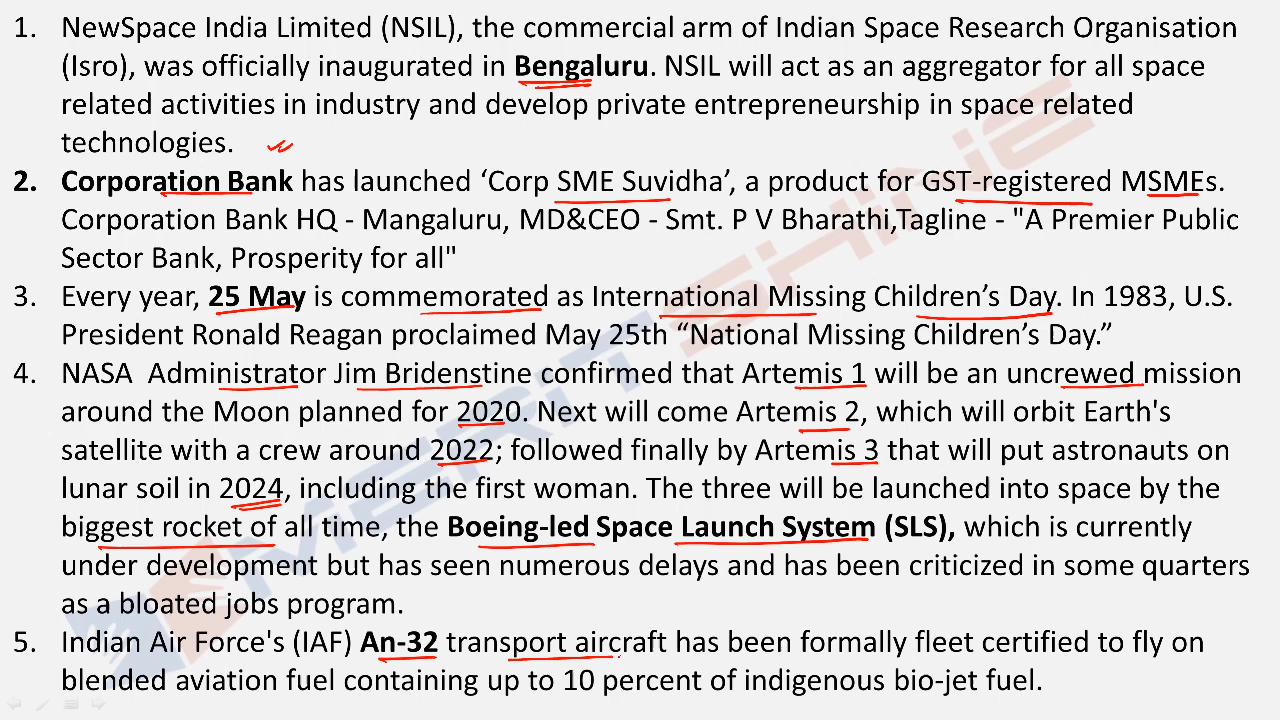 1. NewSpace India Limited (NSIL), the commercial arm of Indian Space Research Organisation
(Isro), was officially inaugurated in Bengaluru. NSIL will act as an aggregator for all space
related activities in industry and develop private entrepreneurship in space related
technologies.
2. Corporation Bank has launched ‘Corp SME Suvidha’, a product for GST-registered MSMEs.
Corporation Bank HQ - Mangaluru, MD&CEO - Smt. P V Bharathi,Tagline - "A Premier Public
Sector Bank, Prosperity for all"
3. Every year, 25 May is commemorated as International Missing Children’s Day. In 1983, U.S.
President Ronald Reagan proclaimed May 25th “National Missing Children’s Day.”
4. NASA Administrator Jim Bridenstine confirmed that Artemis 1 will be an uncrewed mission
around the Moon planned for 2020. Next will come Artemis 2, which will orbit Earth's
satellite with a crew around 2022; followed finally by Artemis 3 that will put astronauts on
lunar soil in 2024, including the first woman. The three will be launched into space by the
biggest rocket of all time, the Boeing-led Space Launch System (SLS), which is currently
under development but has seen numerous delays and has been criticized in some quarters
as a bloated jobs program.
5. Indian Air Force's (IAF) An-32 transport aircraft has been formally fleet certified to fly on
blended aviation fuel containing up to 10 percent of indigenous bio-jet fuel.
MERIT SHINE